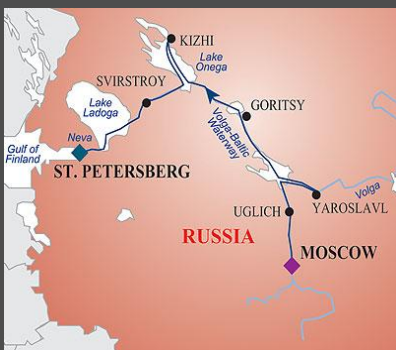 KIZHI
Lake
Onega
SVIRSTROY
Lake
Ladoga
GORITSY
Volga-Baltic
Waterway
Neva
Gulf of
Finland
ST. PETERSBERG
Volga
UGLICH
YAROSLAVL
RUSSIA
MOSCOW